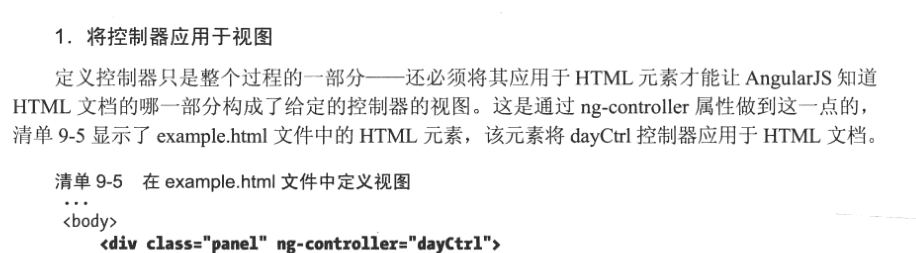 1．将控制器应用于视图
定义控制器只是整个过程的一部分——还必须将其应用于 HTML 元素才能让 AngularJS 知道
HTML 文档的哪一部分构成了给定的控制器的视图。这是通过 ng-controller 属性做到这一点的，
清单 9-5 显示了 example.html 文件中的 HTML 元素，该元素将 dayCtrl 控制器应用于 HTML 文档。
清单 9-5 在 example.html 文件中定义视图
...
<body>
<div class="panel" ng-controller="dayCtrl">